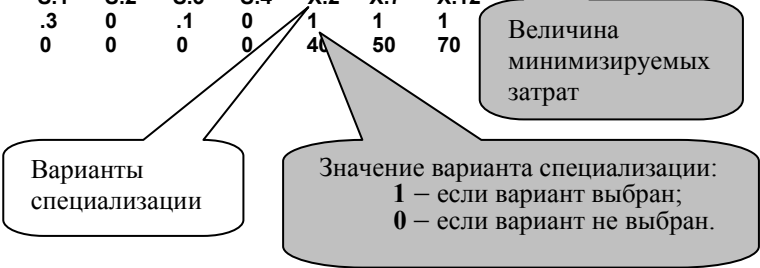 .3 0 .1 0 1 1 1
0 0 0 0 40 50 70
Величина
минимизируемых
затрат
Варианты
специализации
Значение варианта специализации:
1 – если вариант выбран;
0 – если вариант не выбран.